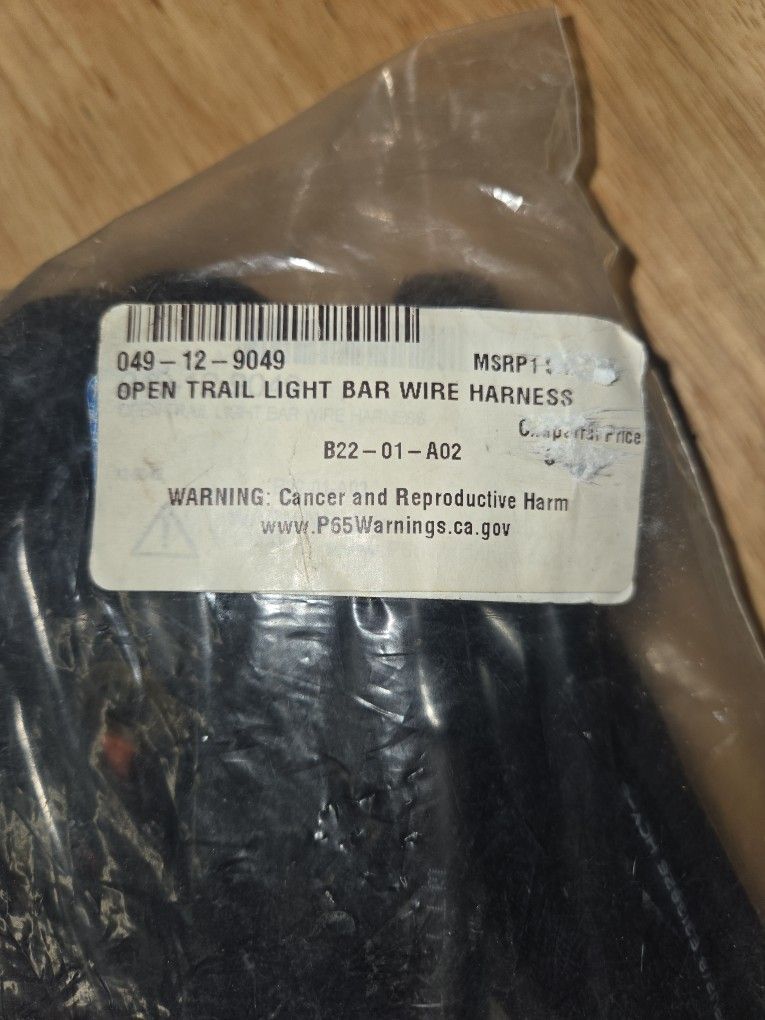 049-12-9049 MSRP
OPEN TRAIL LIGHT BAR WIRE HARNESS
Price
B22-01-A02
WARNING: Cancer and Reproductive Harm
www.P65Warnings.ca.gov